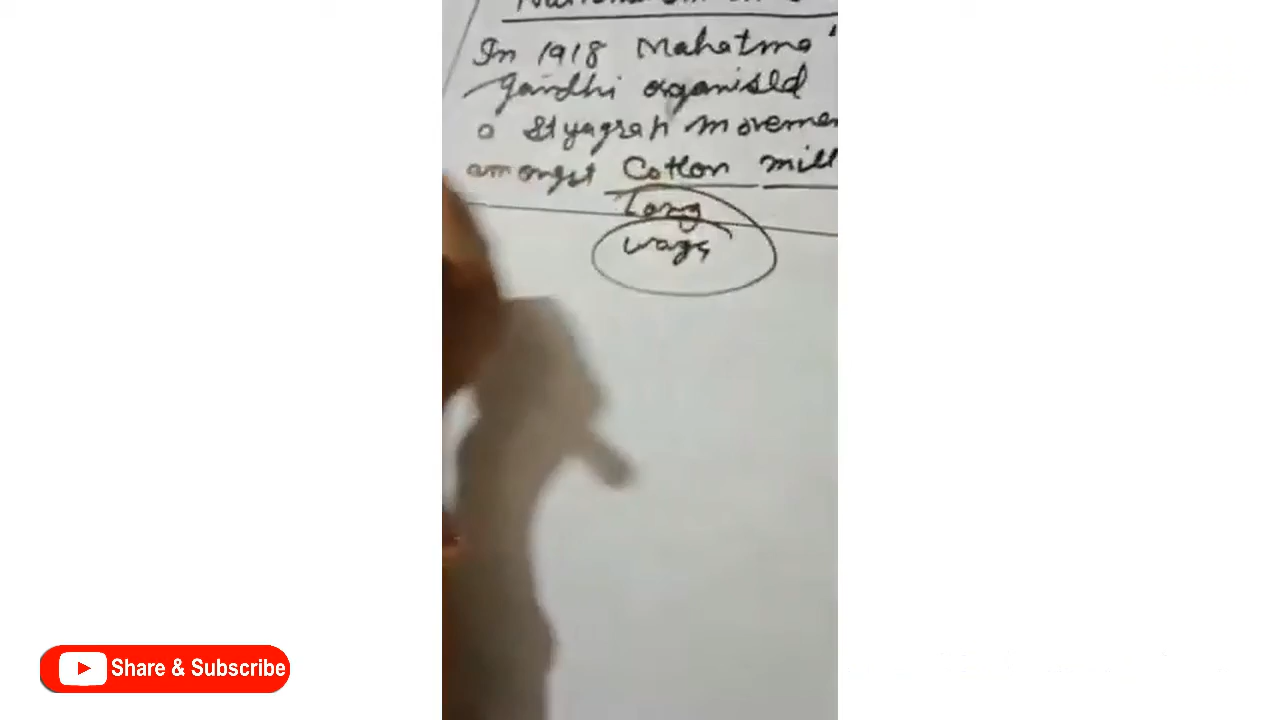 In 1918 Mahatma
Gandhi organised
a Styagrah movemen
amongst Cotton mill
Long
wags
Share & Subscribe